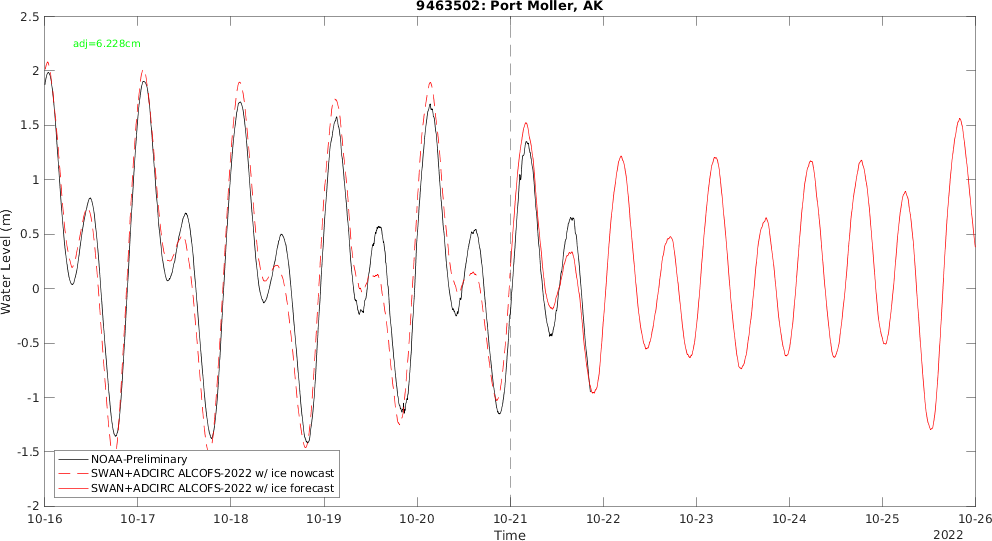 9463502: Port Moller, AK
adj=6.228cm
2.5
2
1.5
1
0.5
0
-0.5
-1
-1.5
-2
Water Level (m)
NOAA-Preliminary
SWAN+ADCIRC ALCOFS-2022 w/ ice nowcast
SWAN+ADCIRC ALCOFS-2022 w/ ice forecast
10-16 10-17 10-18 10-19 10-20 10-21 10-22 10-23 10-24 10-25 10-26
Time
2022